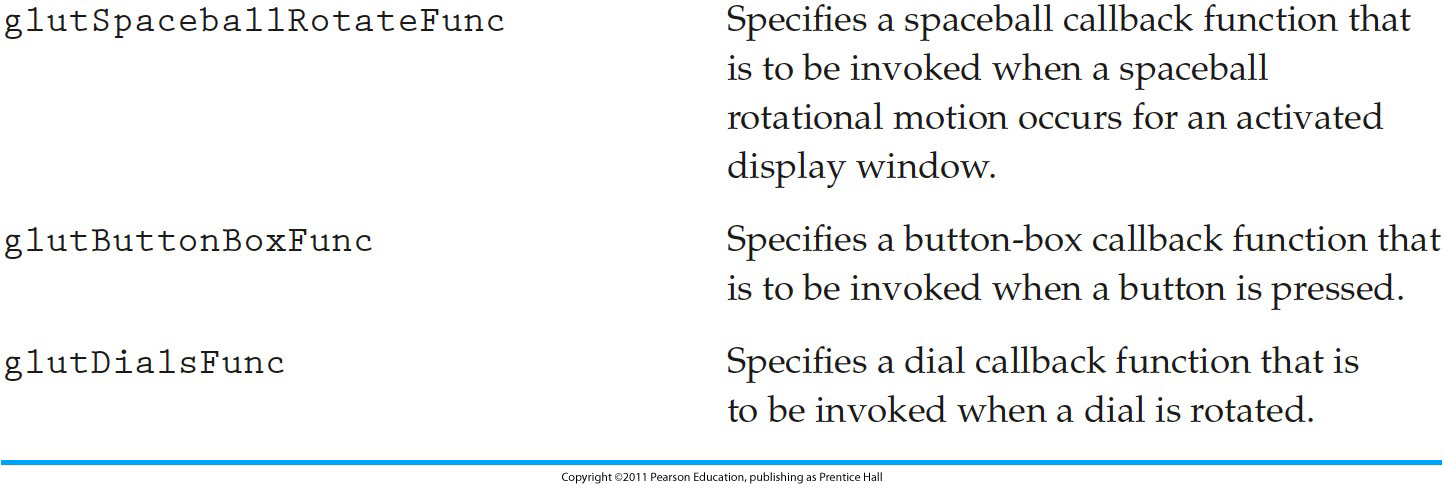 glutSpaceballRotateFunc Specifies a spaceball callback function that
is to be invoked when a spaceball
rotational motion occurs for an activated
display window.
glutButtonBoxFunc Specifies a button-box callback function that
is to be invoked when a button is pressed.
glutDialsFunc Specifies a dial callback function that is
to be invoked when a dial is rotated.
Copyright ©2011 Pearson Education, publishing as Prentice Hall